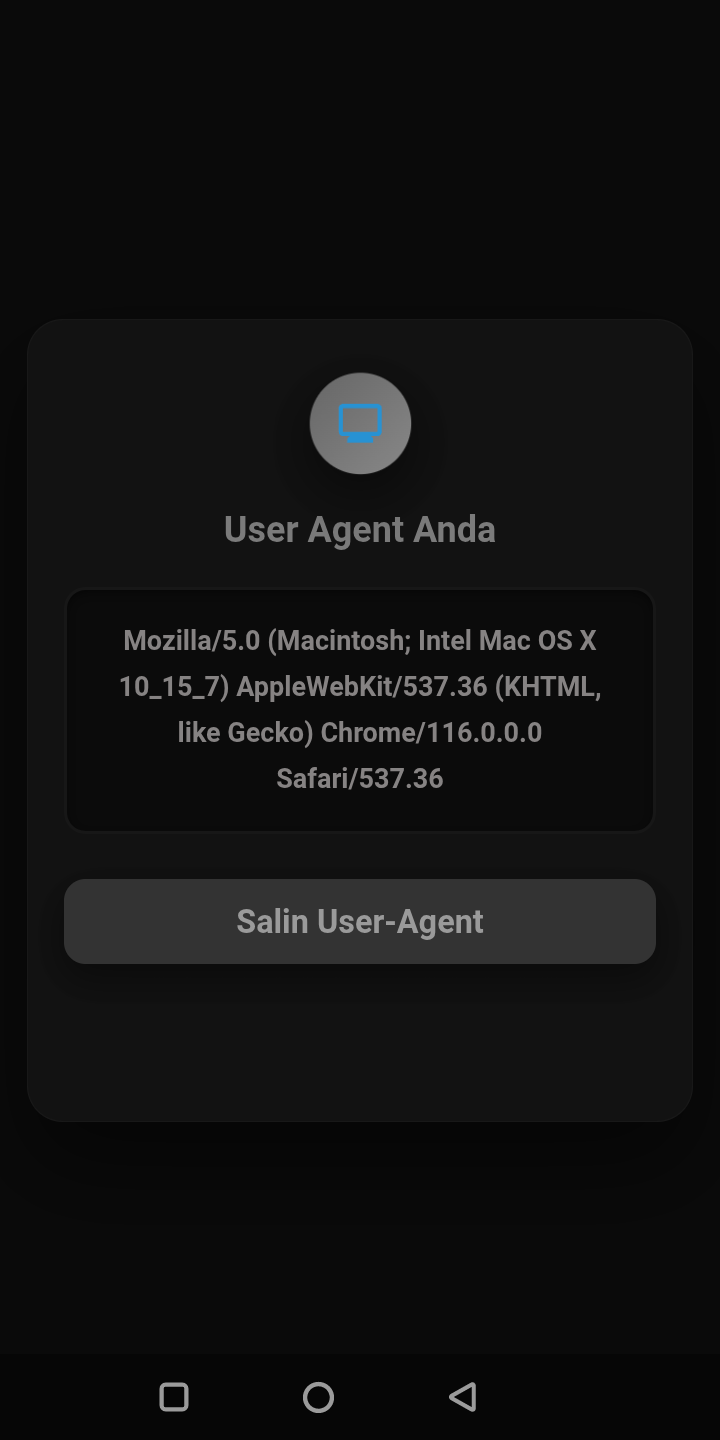 User Agent Anda
Mozilla/5.0 (Macintosh; Intel Mac OS X
10_15_7) AppleWebKit/537.36 (KHTML,
like Gecko) Chrome/116.0.0.0
Safari/537.36
Salin User-Agent